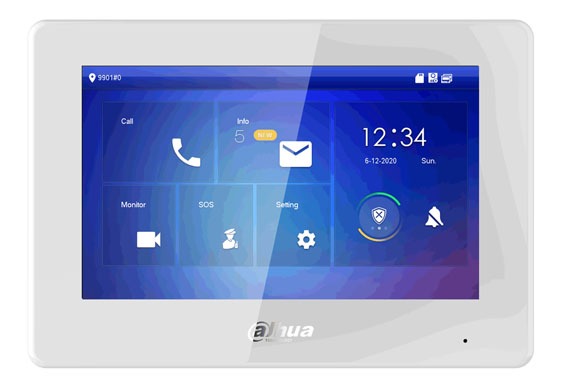 9901#0
Call
Info
5
12:34
6-12-2020 Sun.
Monitor
SOS
Setting
alhua